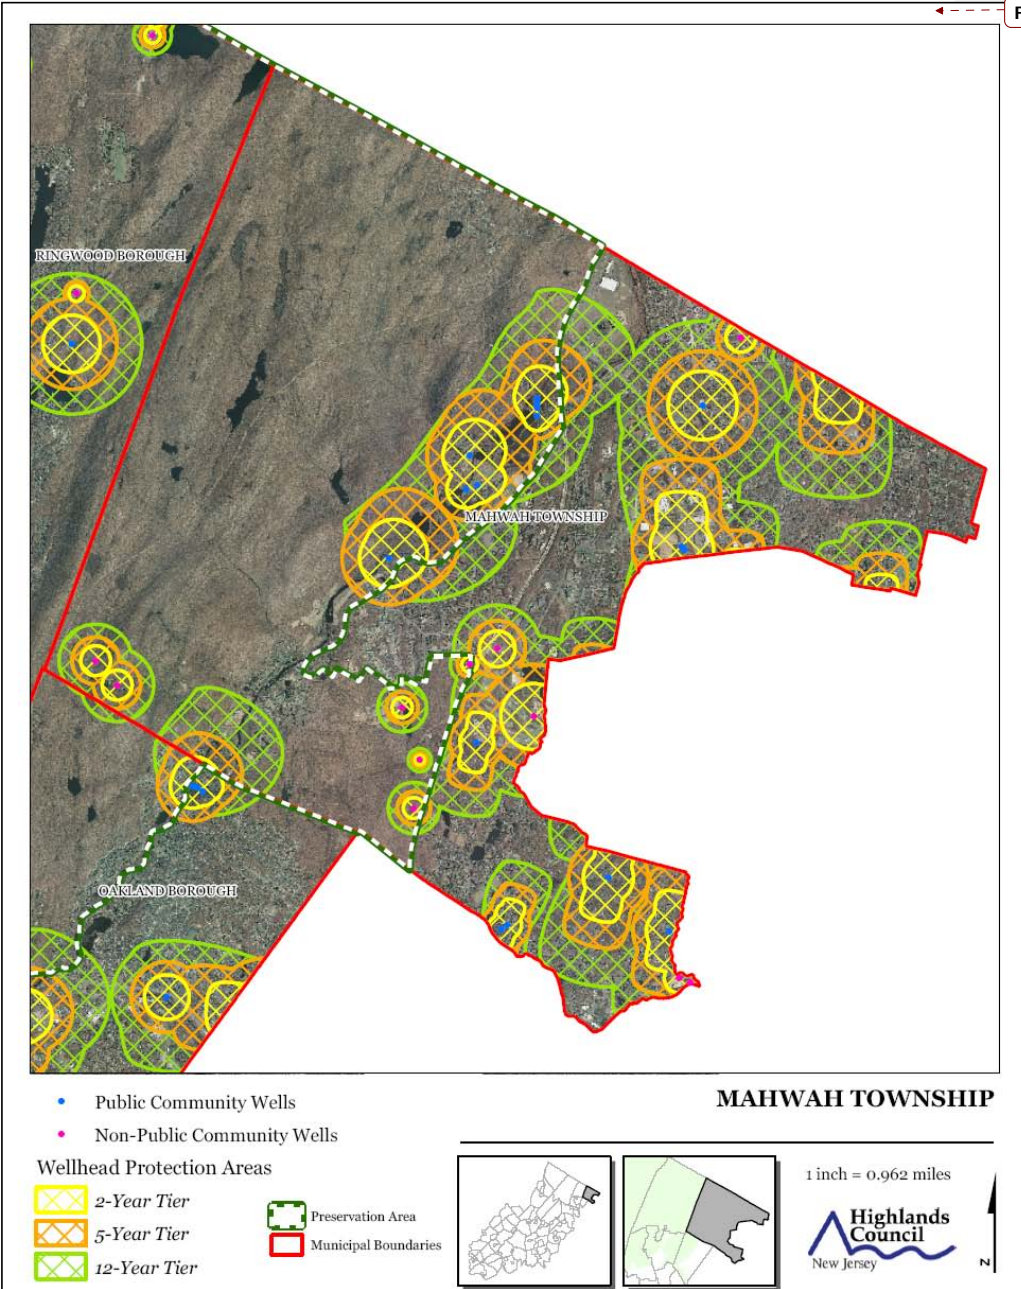 F
RINGWOOD BOROUGH
MAHWAH TOWNSHIP
OAKLAND BOROUGH
Public Community Wells
Non-Public Community Wells
Wellhead Protection Areas
2-Year Tier
5-Year Tier
12-Year Tier
Preservation Area
Municipal Boundaries
MAHWAH TOWNSHIP
1 inch = 0.962 miles
Highlands
Council
New Jersey
N